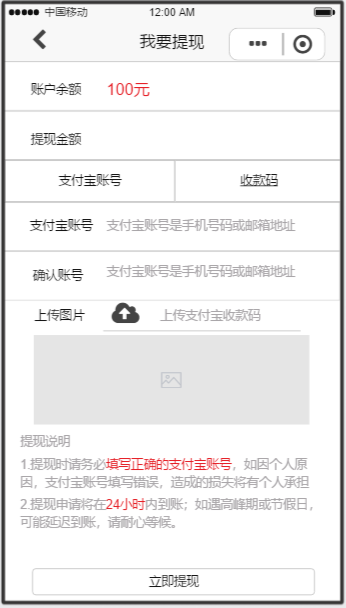 中国移动 12:00 AM
我要提现
账户余额 100元
提现金额
支付宝账号 收款码
支付宝账号 支付宝账号是手机号码或邮箱地址
确认账号 支付宝账号是手机号码或邮箱地址
上传图片 上传支付宝收款码
提现说明
1.提现时请务必填写正确的支付宝账号，如因个人原
因，支付宝账号填写错误，造成的损失将有个人承担
2.提现申请将在24小时内到账；如遇高峰期或节假日，
可能延迟到账，请耐心等候。
立即提现